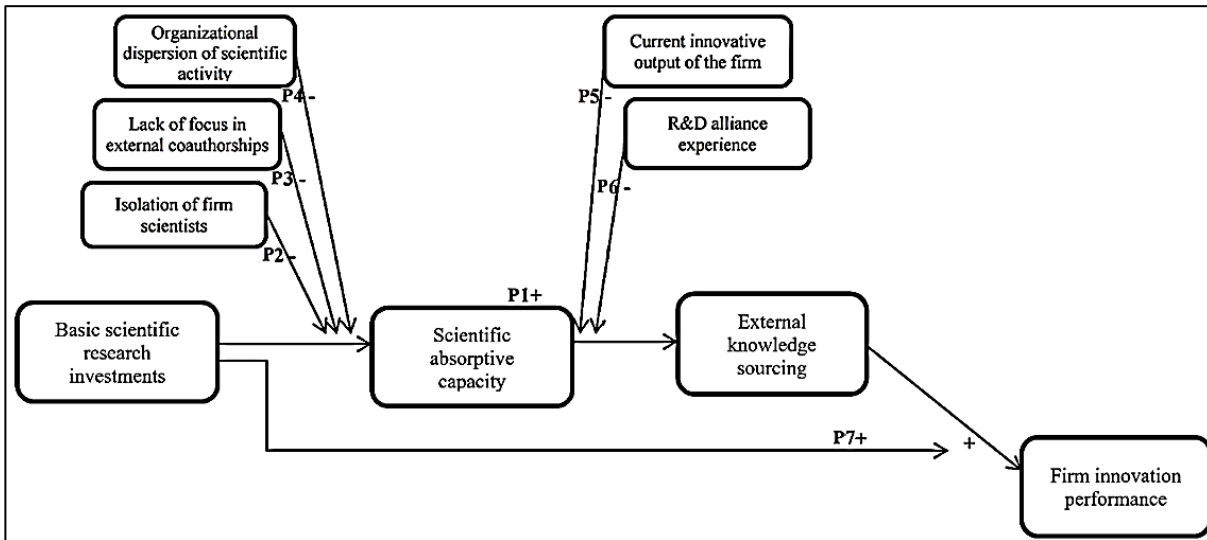 Organizational
dispersion of scientific
activity
P4 -
Lack of focus in
external coauthorships
P3 -
Isolation of firm
scientists
P2 -
Current innovative
output of the firm
P5 -
R&D alliance
experience
P6 -
P1+
Basic scientific
research
investments
Scientific
absorptive
capacity
External
knowledge
sourcing
P7+
+
Firm innovation
performance